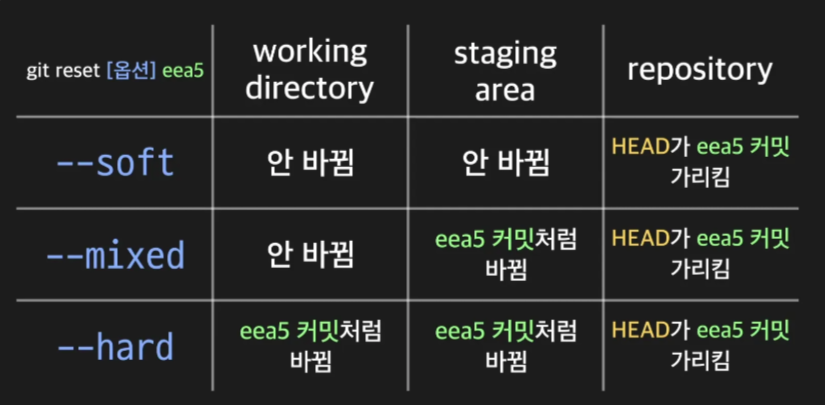 git reset [옵션] eea5
working
directory
staging
area
repository
--soft
안 바뀜
안 바뀜
HEAD가 eea5 커밋
가리킴
--mixed
안 바뀜
eea5 커밋처럼
바뀜
HEAD가 eea5 커밋
가리킴
--hard
eea5 커밋처럼
바뀜
eea5 커밋처럼
바뀜
HEAD가 eea5 커밋
가리킴